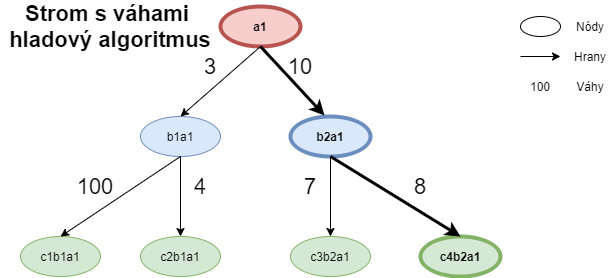 Strom s váhami
hladový algoritmus
a1
Nódy
Hrany
100 Váhy
3
10
b1a1
b2a1
100
4
7
8
c1b1a1
c2b1a1
c3b2a1
c4b2a1